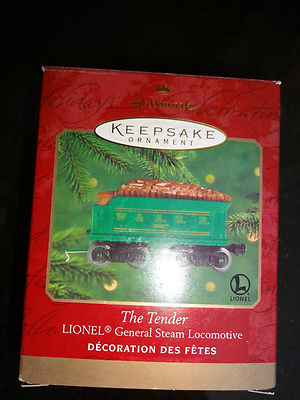 Hallmark
KEEPSAKE
ORNAMENT
W. & A. R. R.
LIONEL
The Tender
LIONEL® General Steam Locomotive
DÉCORATION DES FÊTES